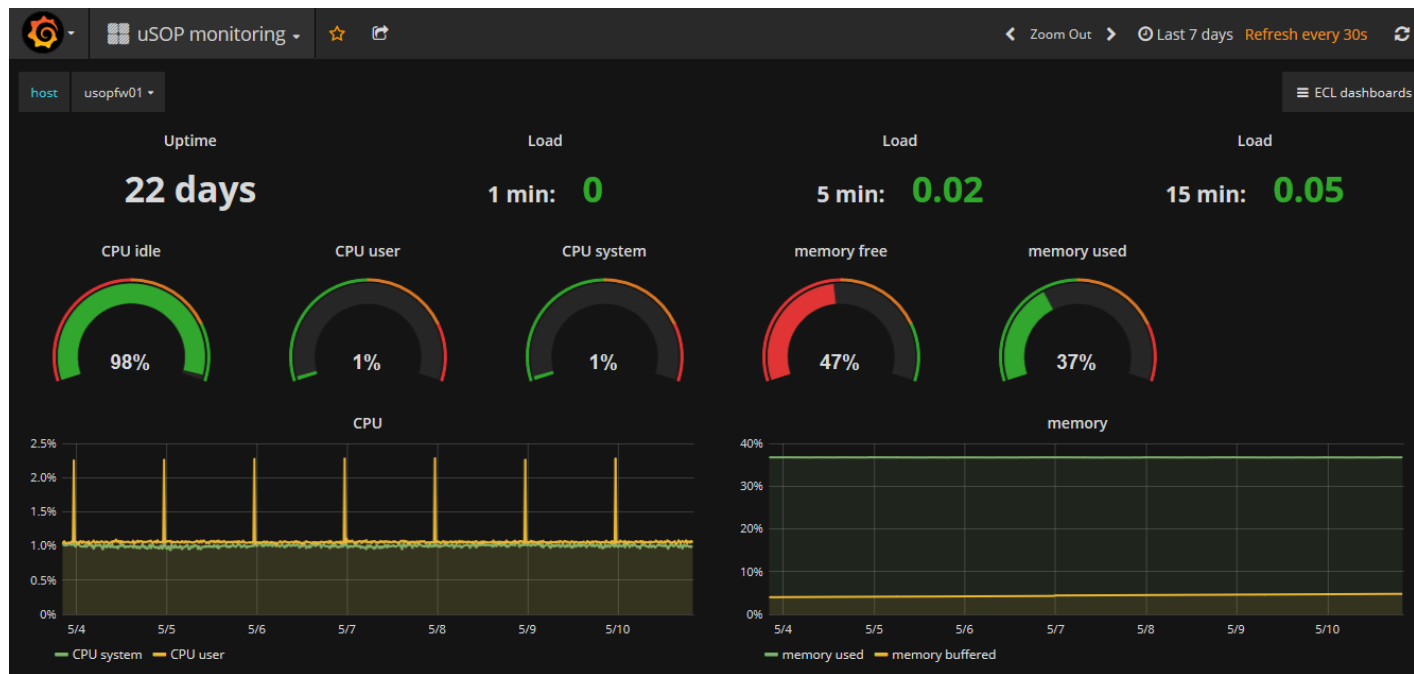 uSOP monitoring
Zoom Out
Last 7 days Refresh every 30s
host usopfw01
ECL dashboards
Uptime
Load
Load
Load
22 days
1 min: 0
5 min: 0.02
15 min: 0.05
CPU idle
CPU user
CPU system
memory free
memory used
98%
1%
1%
47%
37%
CPU
2.5%
2.0%
1.5%
1.0%
0.5%
0%
5/4 5/5 5/6 5/7 5/8 5/9 5/10
CPU system CPU user
memory
40%
30%
20%
10%
0%
5/4 5/5 5/6 5/7 5/8 5/9 5/10
memory used memory buffered